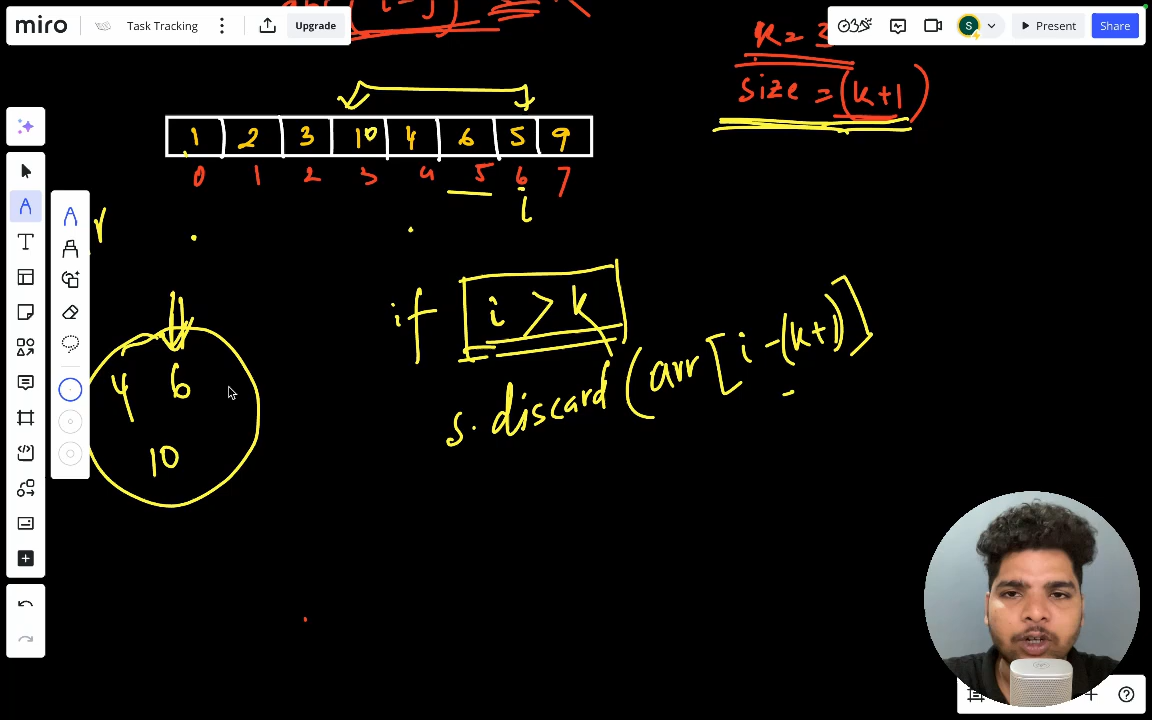 abs(i-j) ≤ k
miro Task Tracking Upgrade
Present Share
S
k = 3
size = (k+1)
1 2 3 10 4 6 5 9
0 1 2 3 4 5 6 7
i
r
if i > k
s.discard(arr[i-(k+1)]
4 6
10